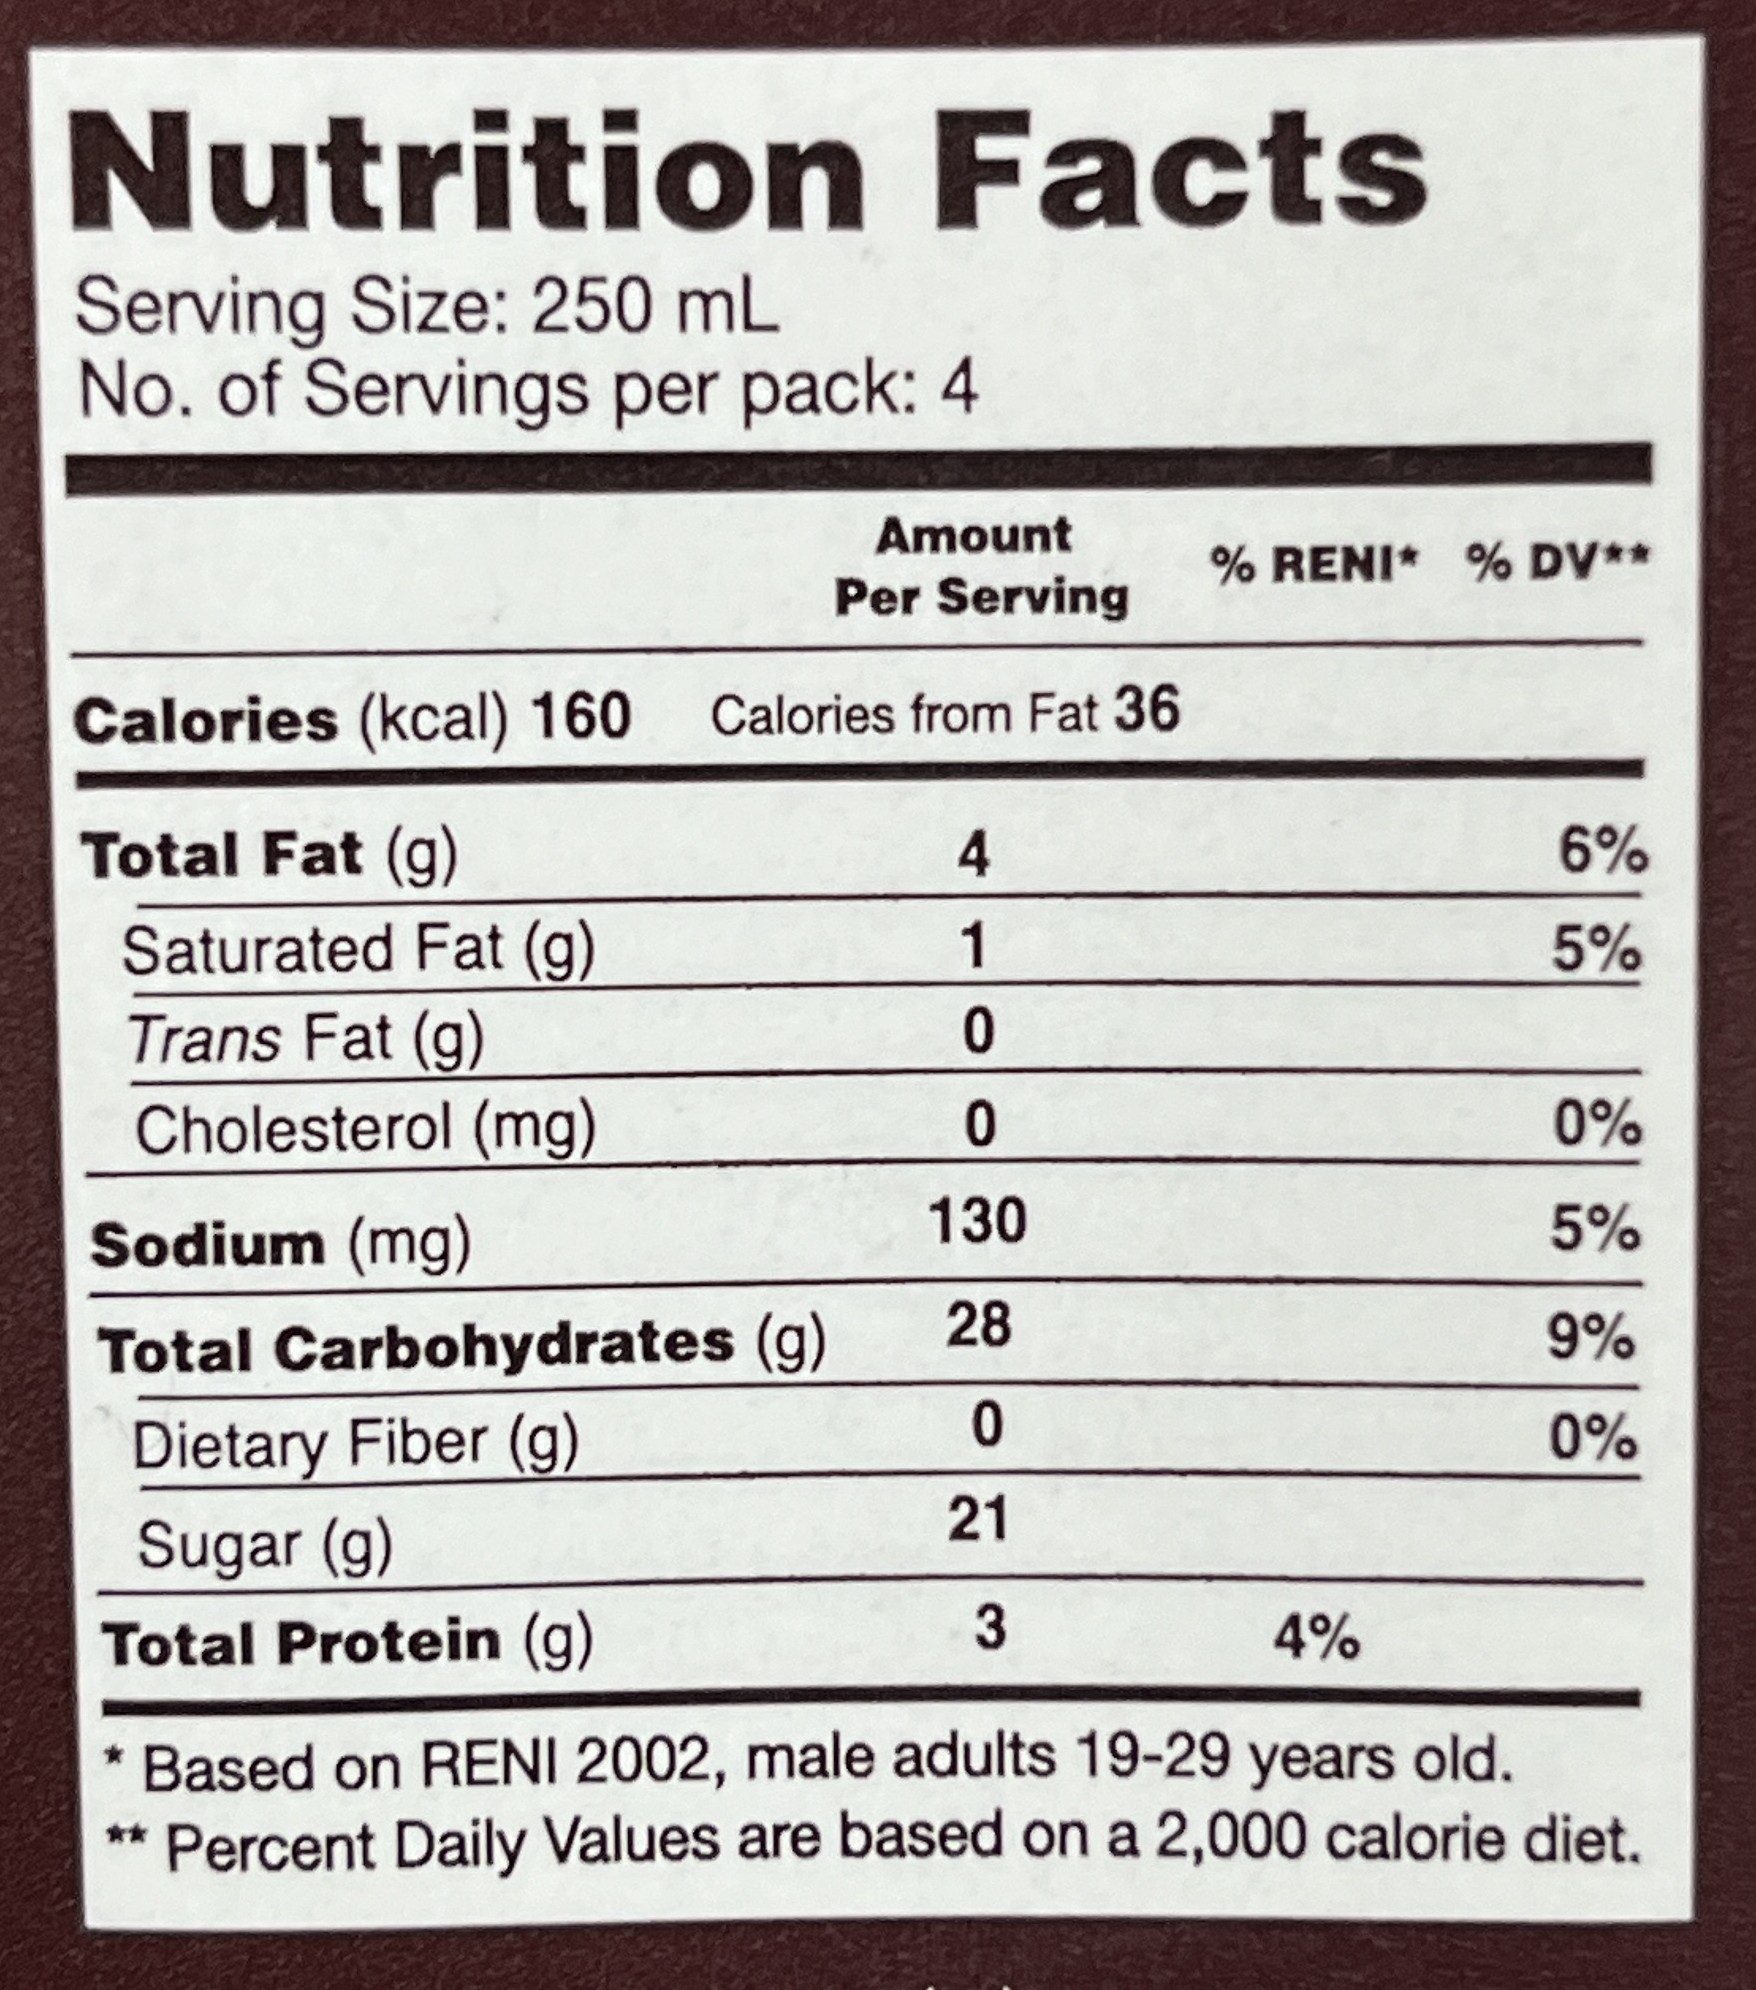 Nutrition Facts
Serving Size: 250 mL
No. of Servings per pack: 4
Amount Per Serving % RENI* % DV**
Calories (kcal) 160 Calories from Fat 36
Total Fat (g) 4 6%
Saturated Fat (g) 1 5%
Trans Fat (g) 0
Cholesterol (mg) 0 0%
Sodium (mg) 130 5%
Total Carbohydrates (g) 28 9%
Dietary Fiber (g) 0 0%
Sugar (g) 21
Total Protein (g) 3 4%
* Based on RENI 2002, male adults 19-29 years old.
** Percent Daily Values are based on a 2,000 calorie diet.